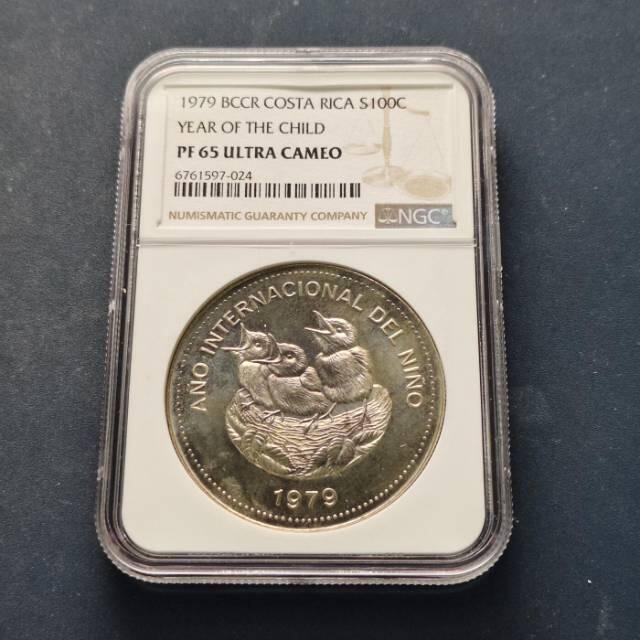 1979 BCCR COSTA RICA S100C
YEAR OF THE CHILD
PF 65 ULTRA CAMEO
6761597-024
NUMISMATIC GUARANTY COMPANY
NGC
AÑO INTERNACIONAL DEL NIÑO
1979